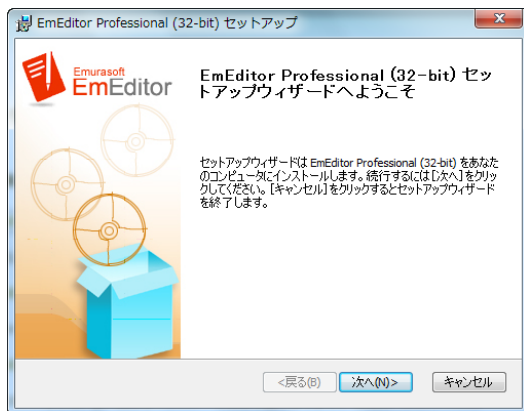 EmEditor Professional (32-bit) セットアップ
Emurasoft
EmEditor
EmEditor Professional (32-bit) セッ
トアップウィザードへようこそ
セットアップウィザードは EmEditor Professional (32-bit) をあなた
のコンピュータにインストールします。続行するには[次へ]をクリッ
クしてください。[キャンセル]をクリックするとセットアップウィザード
を終了します。
<戻る(B)
次へ(N)>
キャンセル